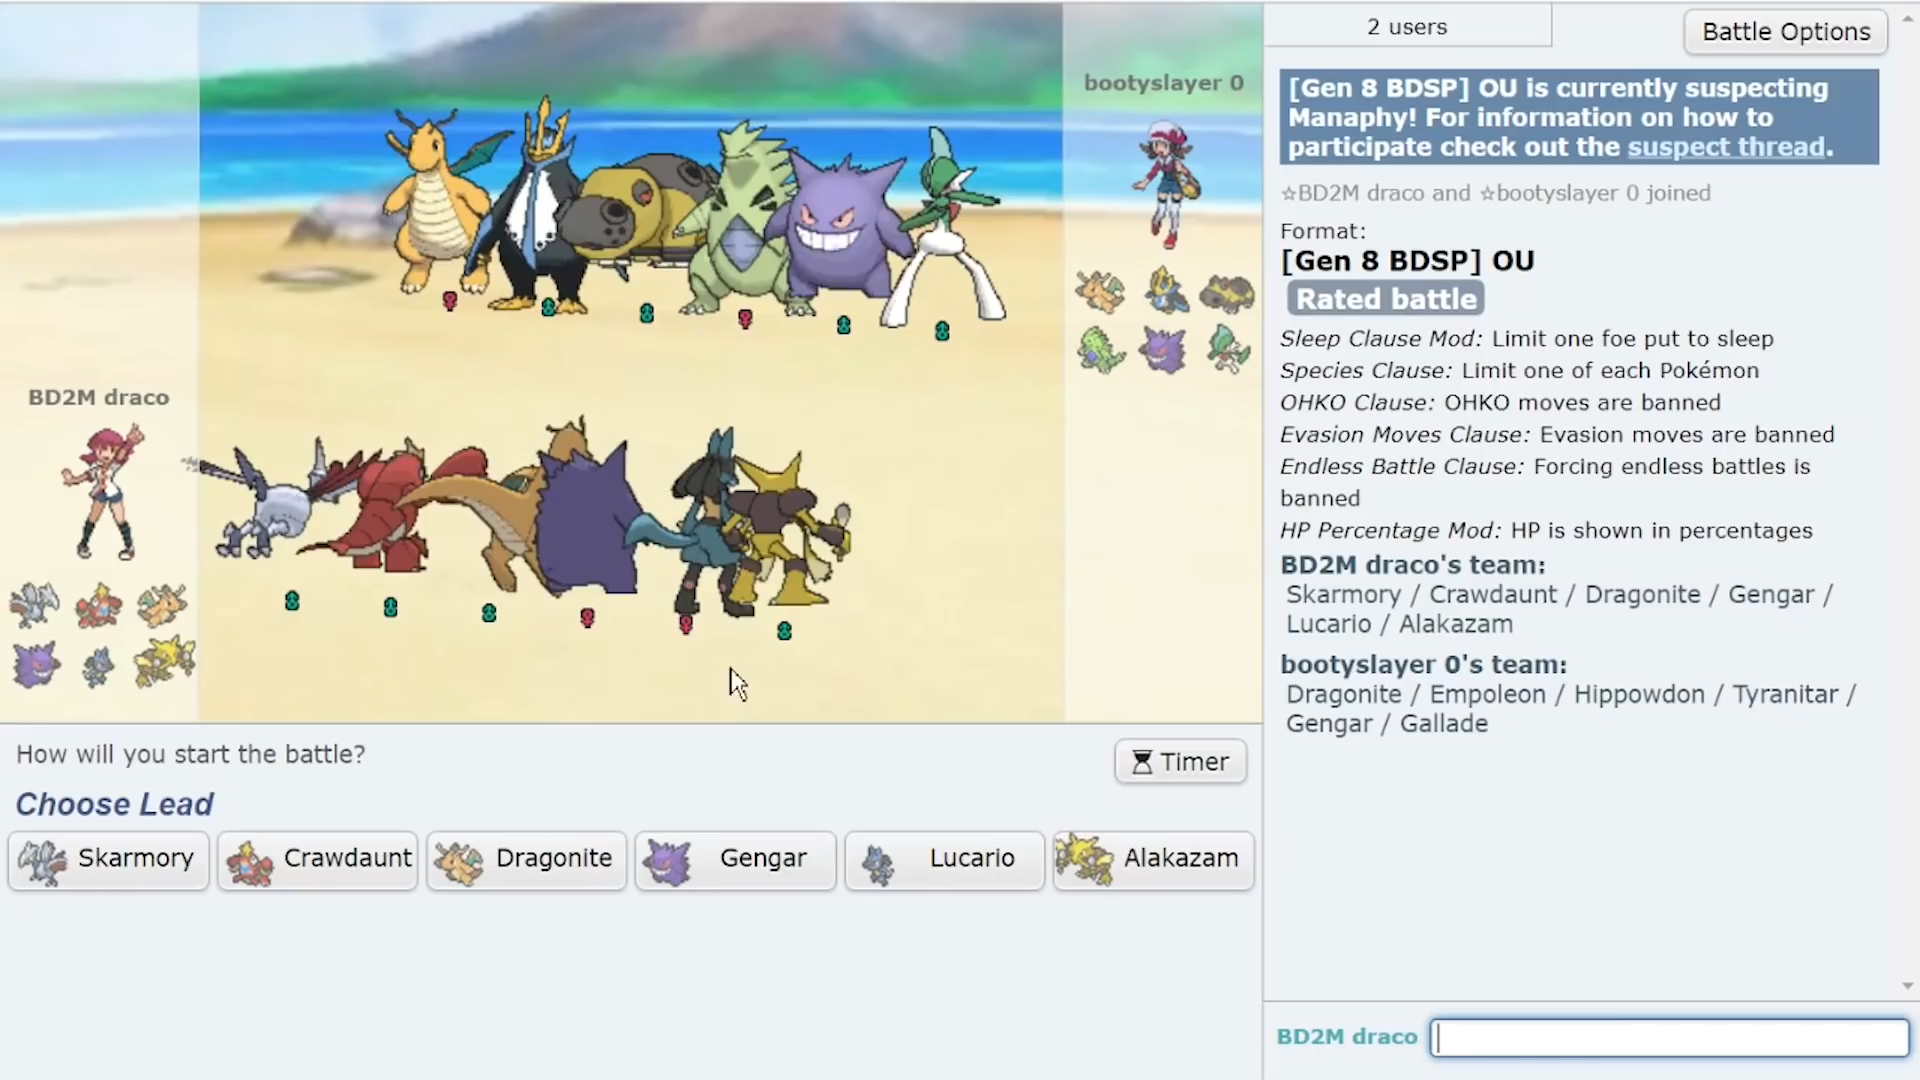 bootyslayer 0
BD2M draco
How will you start the battle?
Timer
Choose Lead
Skarmory
Crawdaunt
Dragonite
Gengar
Lucario
Alakazam
2 users
Battle Options
[Gen 8 BDSP] OU is currently suspecting
Manaphy! For information on how to
participate check out the suspect thread.
☆BD2M draco and ☆bootyslayer 0 joined
Format:
[Gen 8 BDSP] OU
Rated battle
Sleep Clause Mod: Limit one foe put to sleep
Species Clause: Limit one of each Pokémon
OHKO Clause: OHKO moves are banned
Evasion Moves Clause: Evasion moves are banned
Endless Battle Clause: Forcing endless battles is
banned
HP Percentage Mod: HP is shown in percentages
BD2M draco's team:
Skarmory / Crawdaunt / Dragonite / Gengar /
Lucario / Alakazam
bootyslayer 0's team:
Dragonite / Empoleon / Hippowdon / Tyranitar /
Gengar / Gallade
BD2M draco